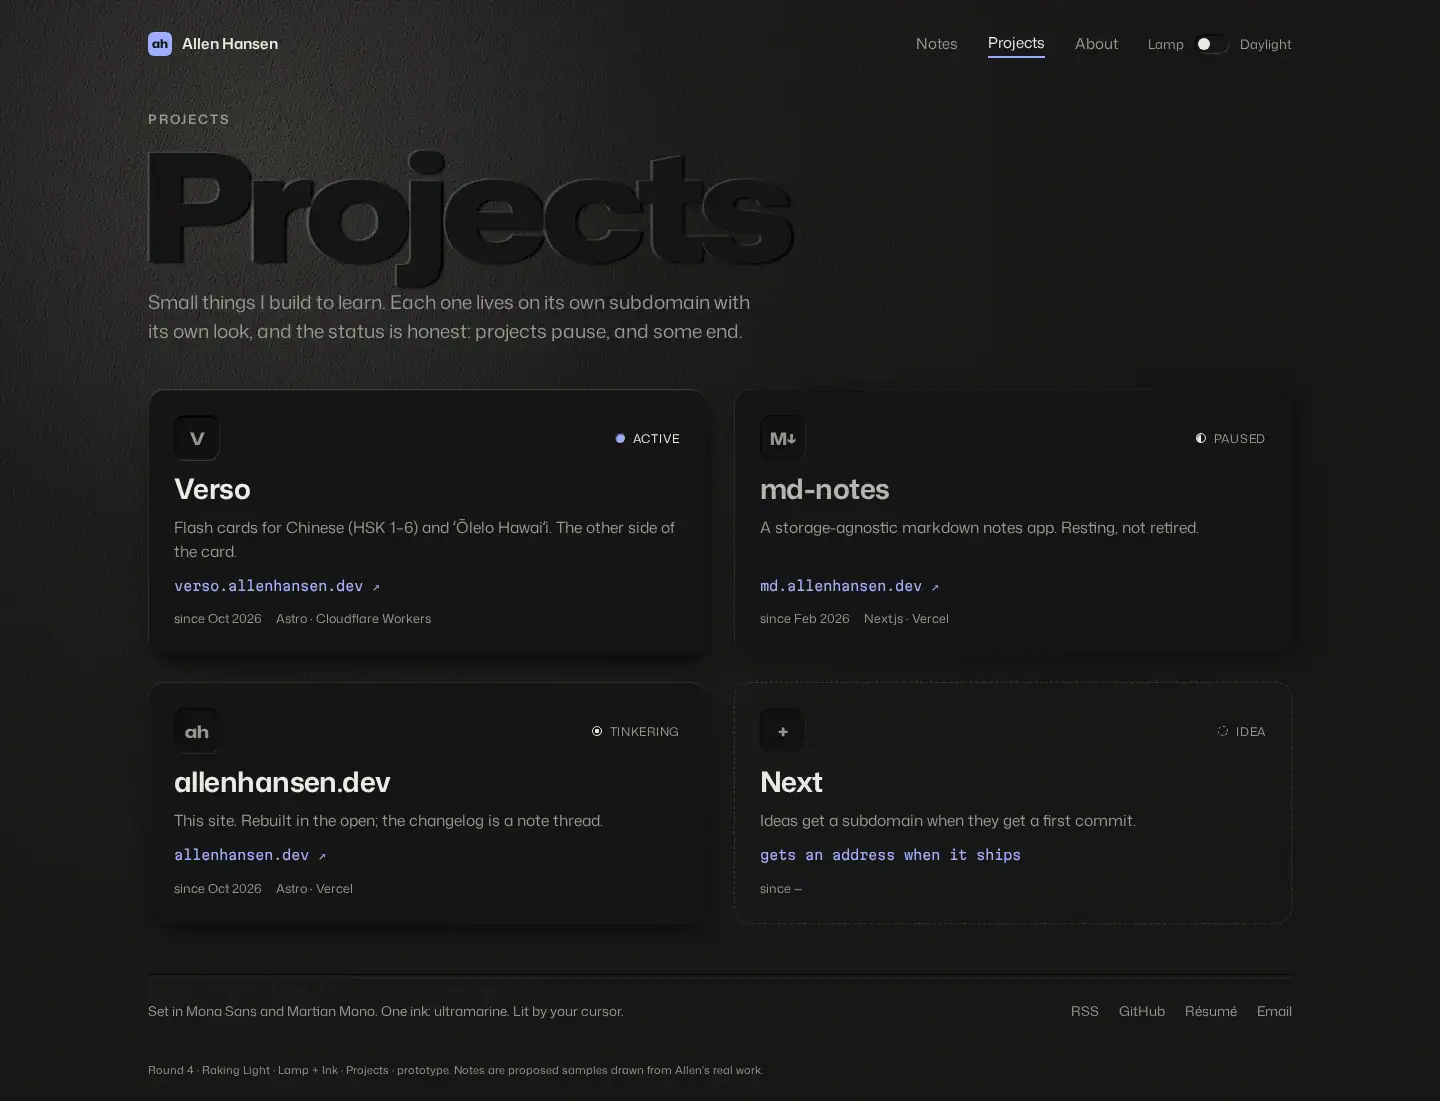 ah Allen Hansen
Notes Projects About Lamp Daylight
PROJECTS
Projects
Small things I build to learn. Each one lives on its own subdomain with
its own look, and the status is honest: projects pause, and some end.
V
ACTIVE
Verso
Flash cards for Chinese (HSK 1–6) and ʻŌlelo Hawaiʻi. The other side of
the card.
verso.allenhansen.dev ↗
since Oct 2026 Astro · Cloudflare Workers
M↓
PAUSED
md-notes
A storage-agnostic markdown notes app. Resting, not retired.
md.allenhansen.dev ↗
since Feb 2026 Next.js · Vercel
ah
TINKERING
allenhansen.dev
This site. Rebuilt in the open; the changelog is a note thread.
allenhansen.dev ↗
since Oct 2026 Astro · Vercel
+
IDEA
Next
Ideas get a subdomain when they get a first commit.
gets an address when it ships
since —
Set in Mona Sans and Martian Mono. One ink: ultramarine. Lit by your cursor.
RSS GitHub Résumé Email
Round 4 · Raking Light · Lamp + Ink · Projects · prototype. Notes are proposed samples drawn from Allen's real work.